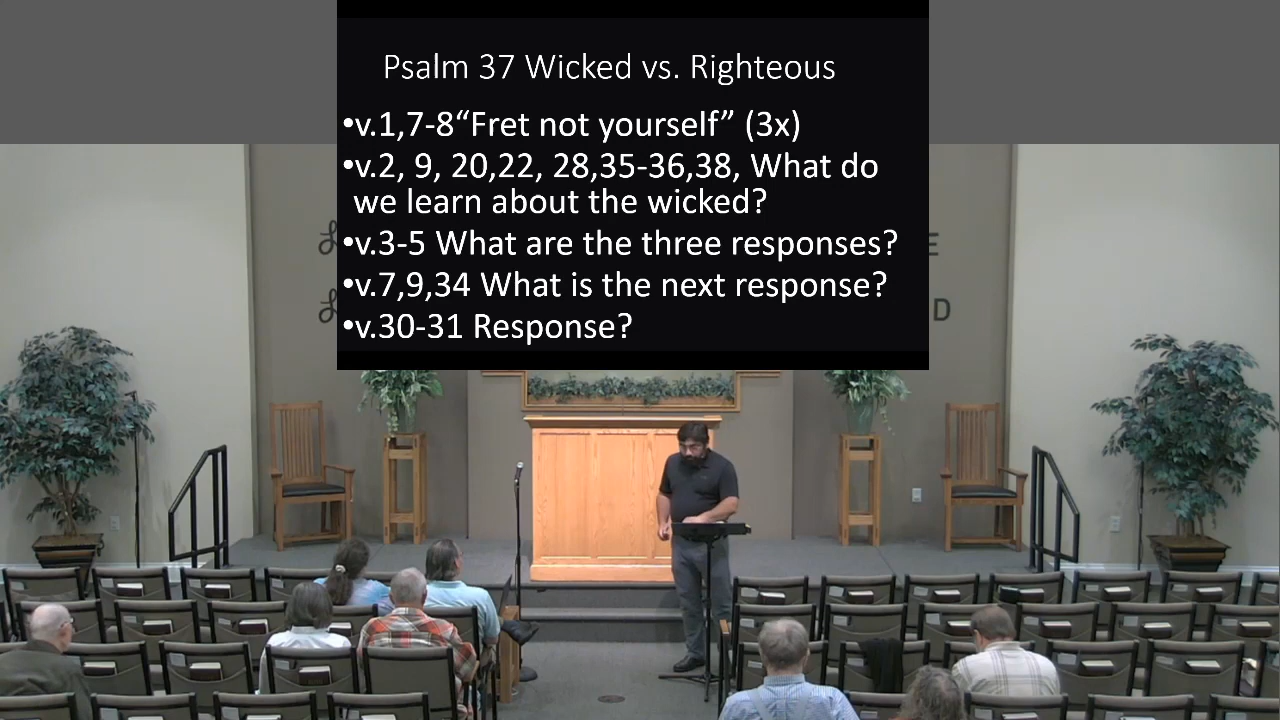 Psalm 37 Wicked vs. Righteous
•v.1,7-8“Fret not yourself” (3x)
•v.2, 9, 20,22, 28,35-36,38, What do
we learn about the wicked?
•v.3-5 What are the three responses?
•v.7,9,34 What is the next response?
•v.30-31 Response?